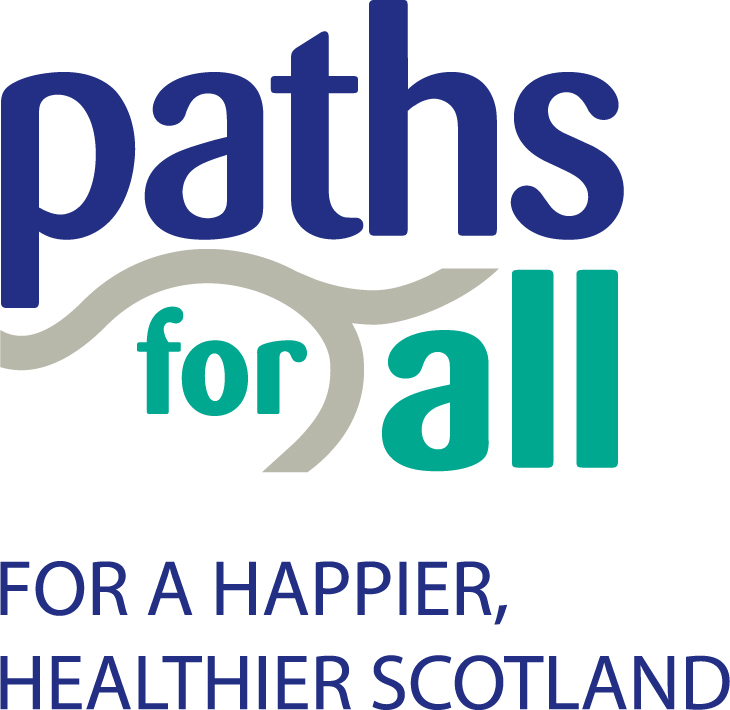 paths
for all
FOR A HAPPIER,
HEALTHIER SCOTLAND